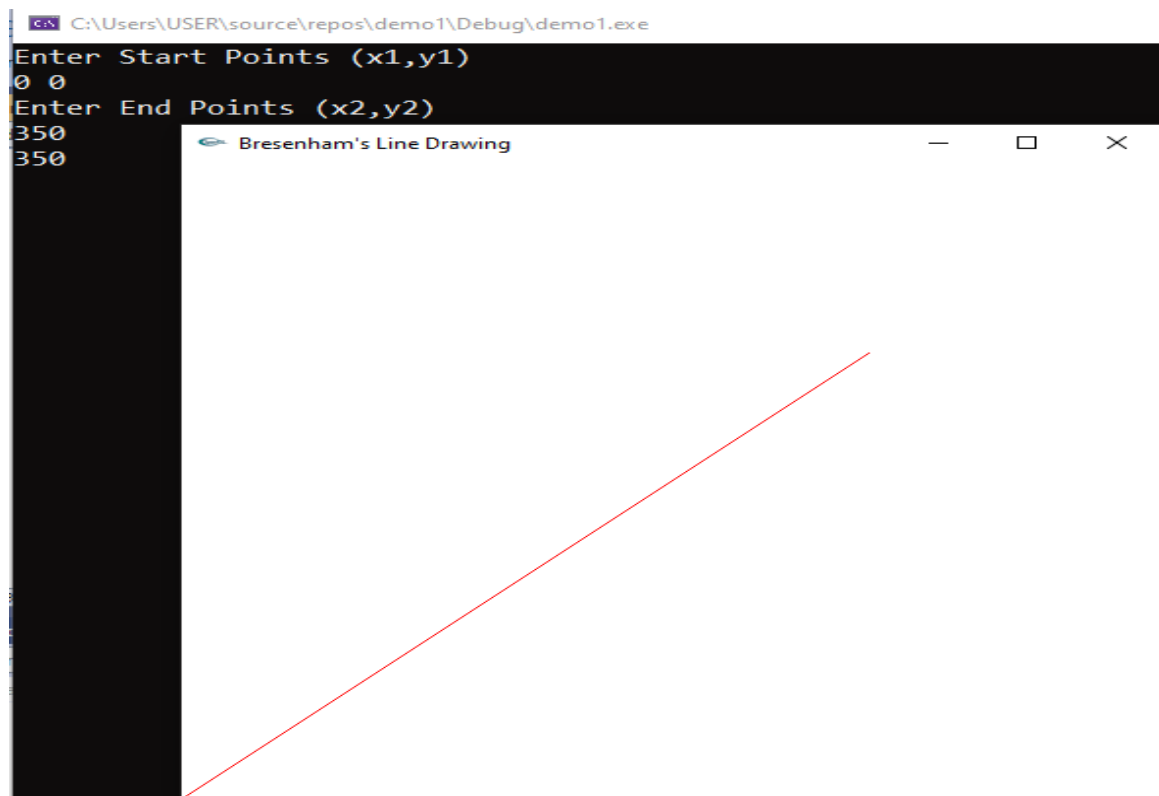 C:\Users\USER\source\repos\demo1\Debug\demo1.exe
Enter Start Points (x1,y1)
0 0
Enter End Points (x2,y2)
350
350
Bresenham's Line Drawing